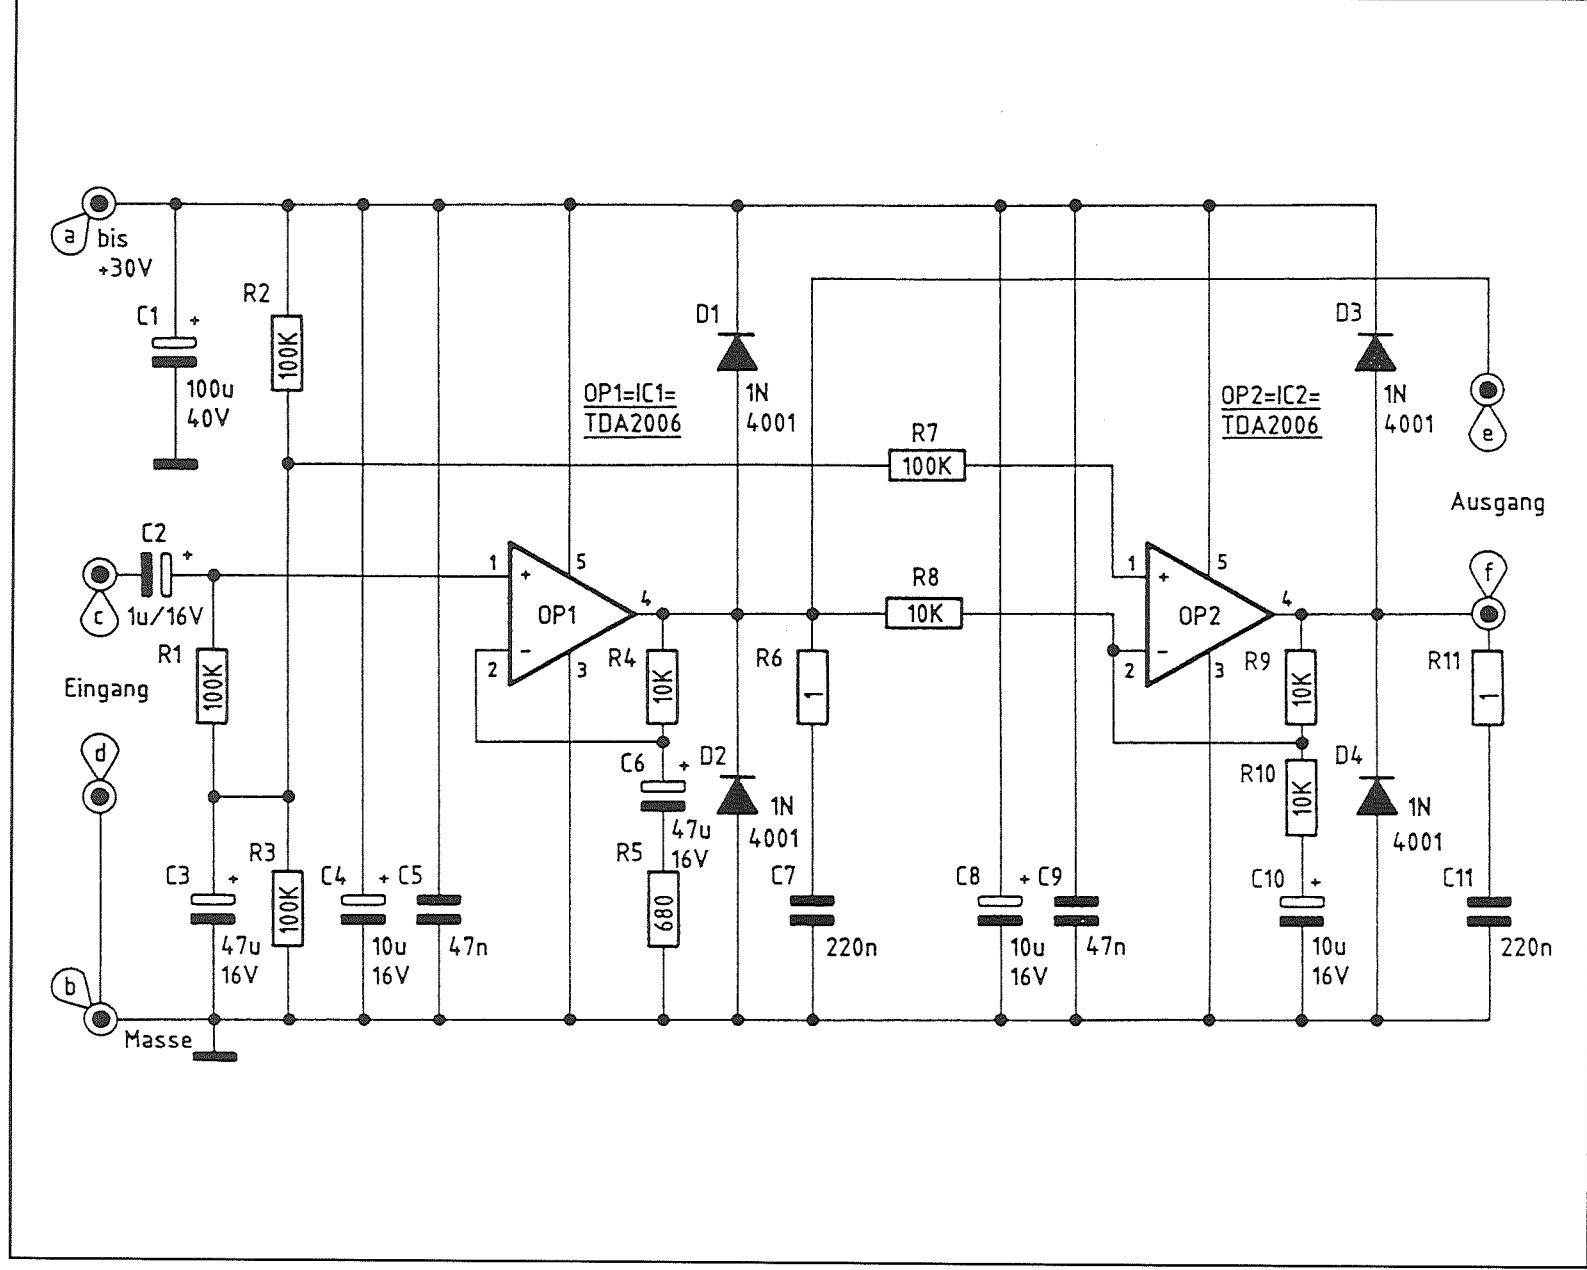 a
bis
+30V
C1
+
100u
40V
R2
100K
D1
1N
4001
OP1=IC1=
TDA2006
R7
100K
OP2=IC2=
TDA2006
D3
1N
4001
e
Ausgang
C2
+
c
1u/16V
R1
100K
Eingang
d
1
+
5
OP1
4
2
-
3
R4
10K
R6
1
R8
10K
1
+
5
OP2
4
2
-
3
R9
10K
f
R11
1
C6
+
47u
16V
D2
1N
4001
R10
10K
D4
1N
4001
R5
680
C3
+
47u
16V
R3
100K
C4
+
10u
16V
C5
47n
C7
220n
C8
+
10u
16V
C9
47n
C10
+
10u
16V
C11
220n
b
Masse